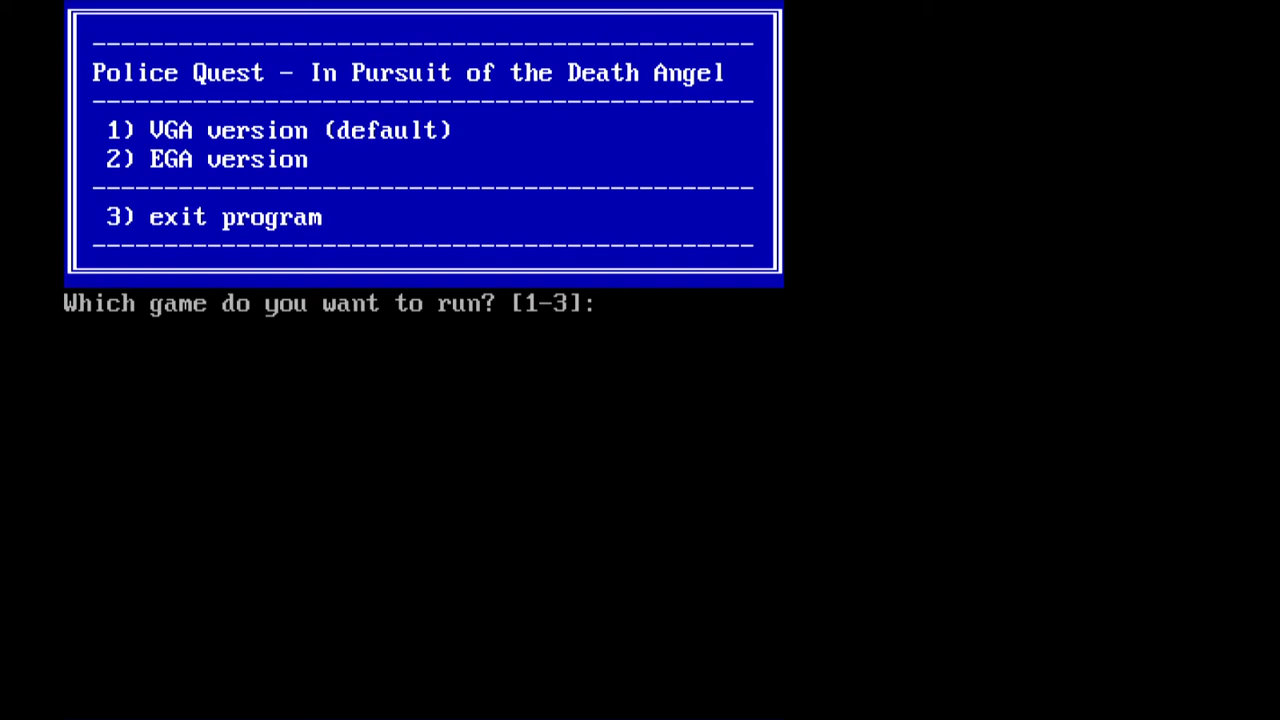 Police Quest - In Pursuit of the Death Angel
1) VGA version (default)
2) EGA version
3) exit program
Which game do you want to run? [1-3]: